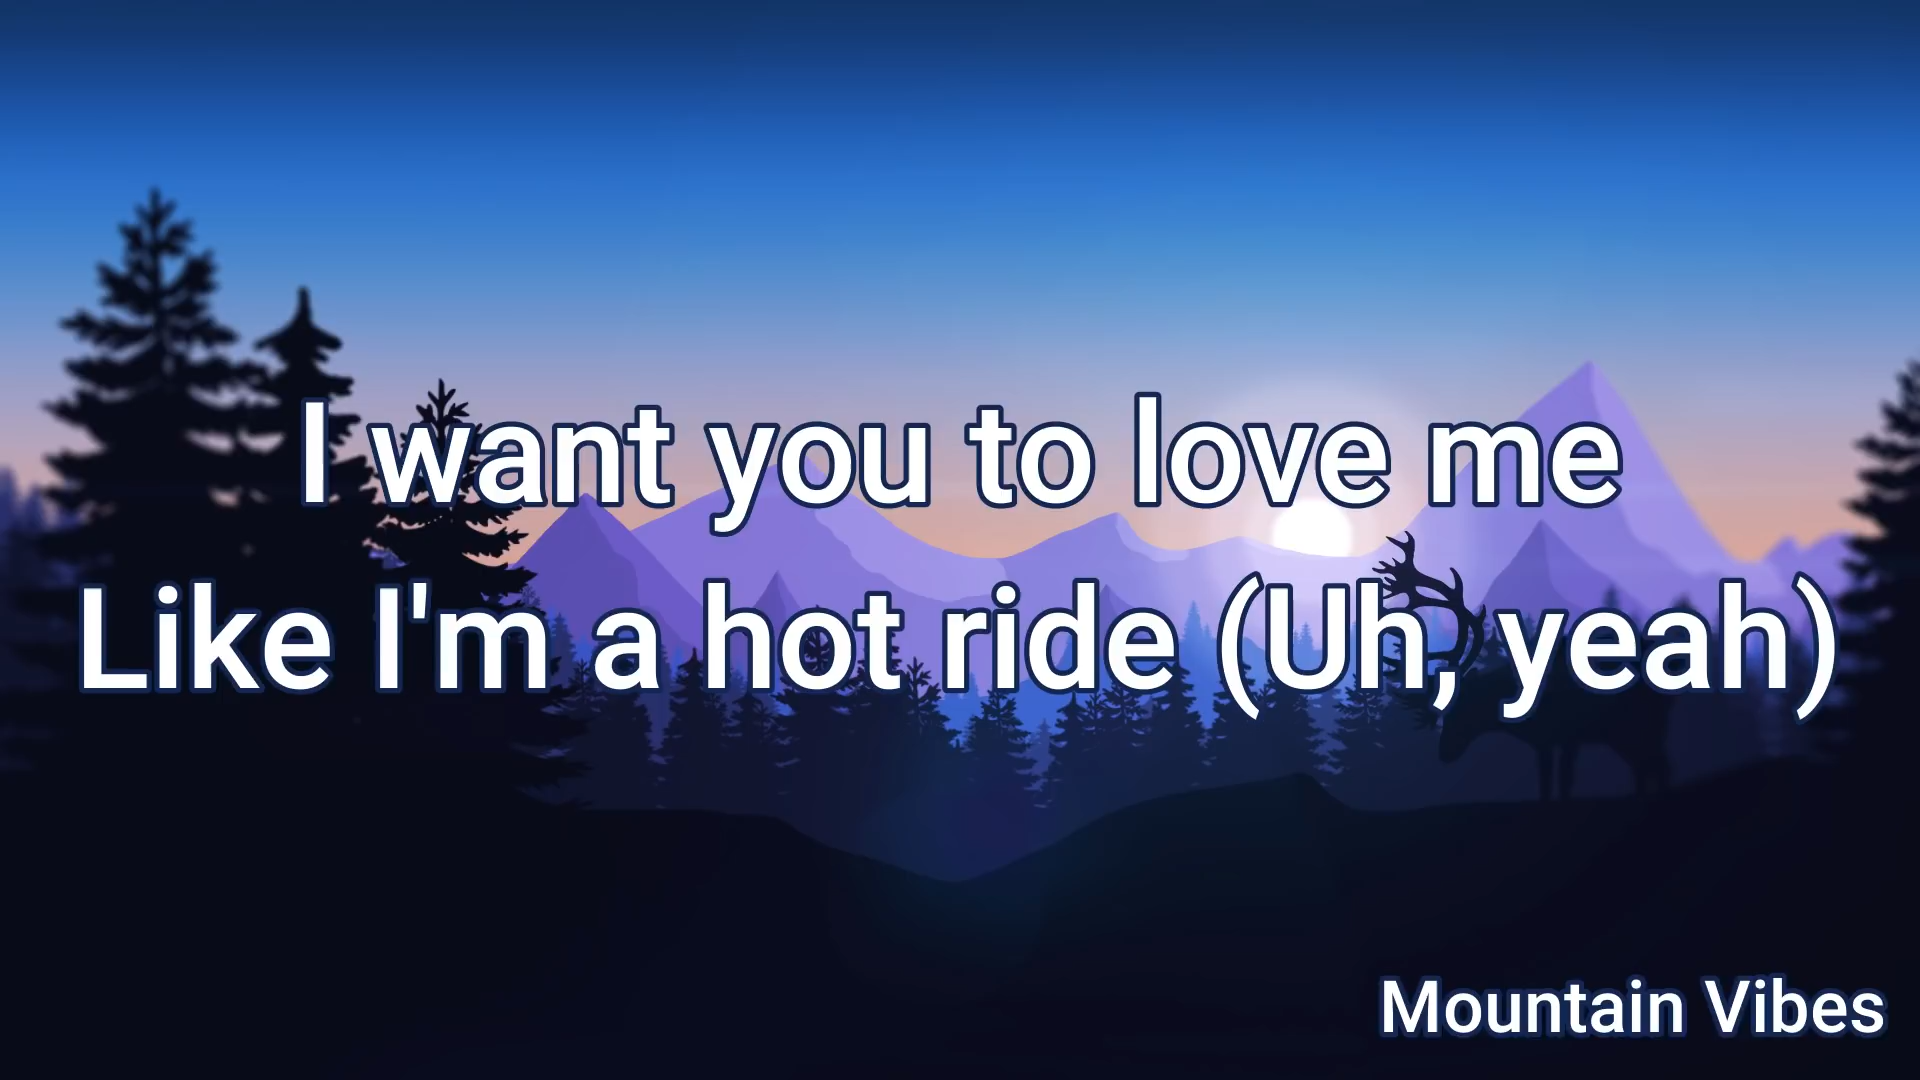 I want you to love me
Like I'm a hot ride (Uh, yeah)
Mountain Vibes